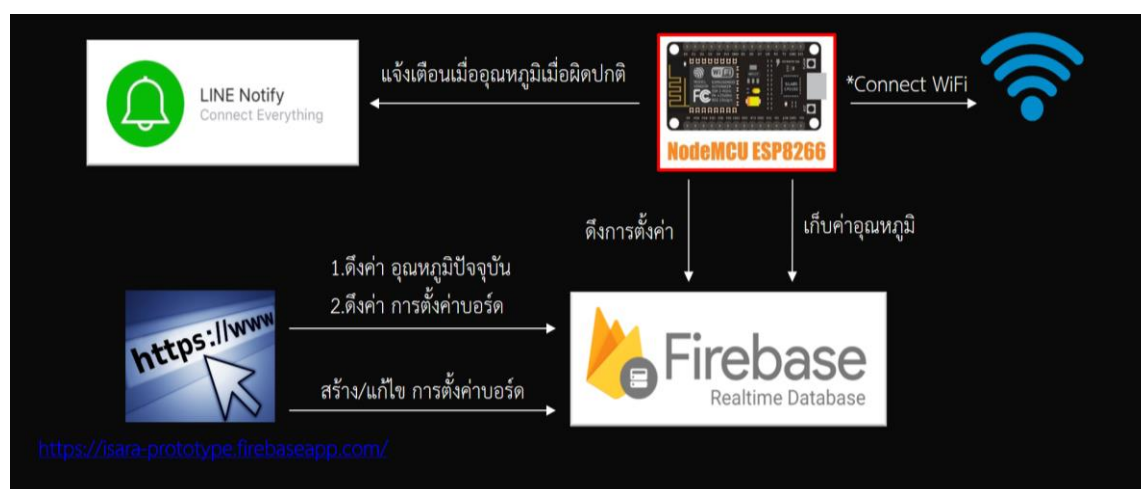 LINE Notify
Connect Everything
แจ้งเตือนเมื่ออุณหภูมิเมื่อผิดปกติ
NodeMCU ESP8266
*Connect WiFi
ดึงการตั้งค่า
เก็บค่าอุณหภูมิ
1.ดึงค่า อุณหภูมิปัจจุบัน
2.ดึงค่า การตั้งค่าบอร์ด
https://www
สร้าง/แก้ไข การตั้งค่าบอร์ด
Firebase
Realtime Database
https://isara-prototype.firebaseapp.com/